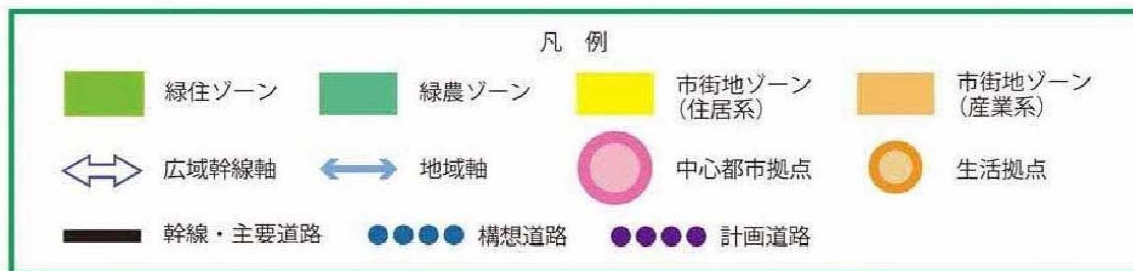 凡 例
緑住ゾーン
緑農ゾーン
市街地ゾーン
(住居系)
市街地ゾーン
(産業系)
広域幹線軸
地域軸
中心都市拠点
生活拠点
幹線・主要道路
構想道路
計画道路